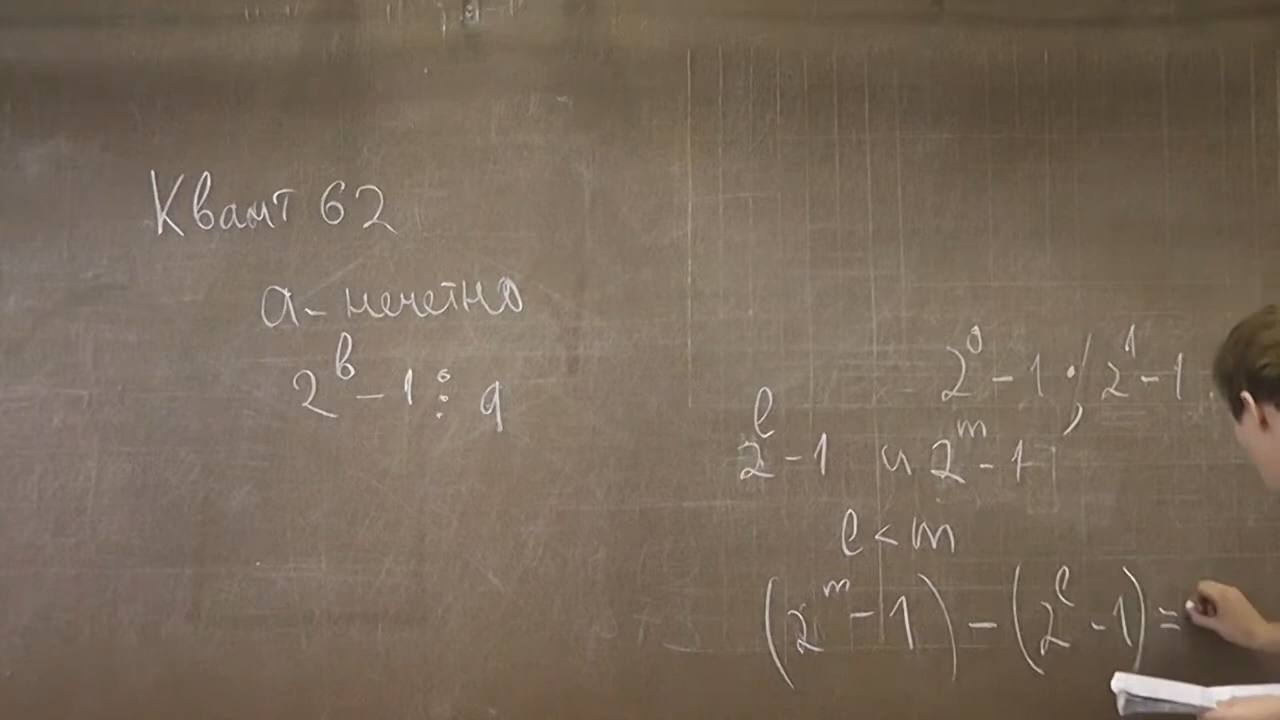 Квант 62
a - нечетно
2^b - 1 ⋮ a
2^0 - 1 ; 2^1 - 1
2^l - 1 и 2^m - 1
l < m
(2^m - 1) - (2^l - 1) =